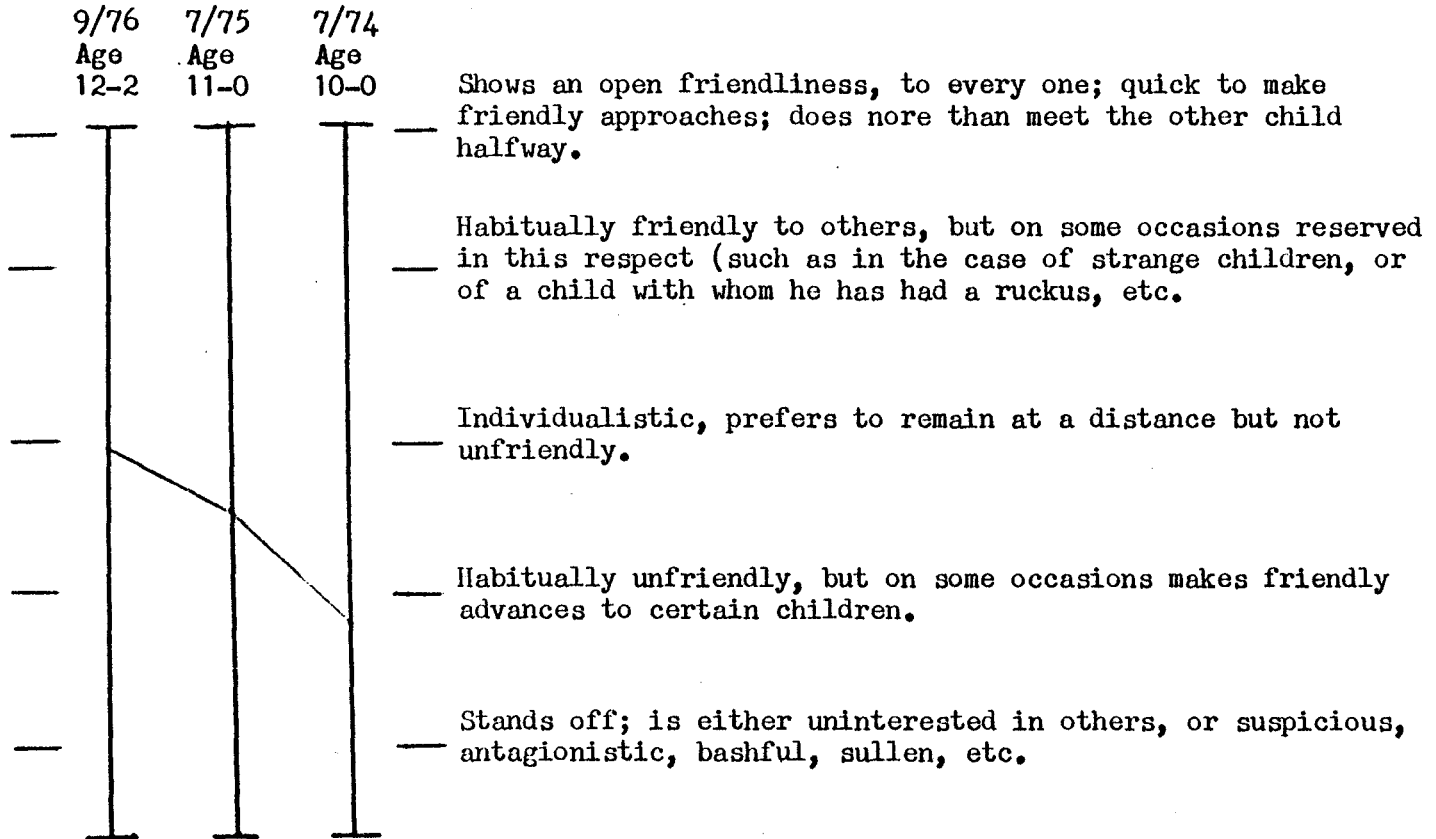 9/76 7/75 7/74
Age Age Age
12-2 11-0 10-0
Shows an open friendliness, to every one; quick to make
friendly approaches; does nore than meet the other child
halfway.
Habitually friendly to others, but on some occasions reserved
in this respect (such as in the case of strange children, or
of a child with whom he has had a ruckus, etc.
Individualistic, prefers to remain at a distance but not
unfriendly.
Habitually unfriendly, but on some occasions makes friendly
advances to certain children.
Stands off; is either uninterested in others, or suspicious,
antagionistic, bashful, sullen, etc.